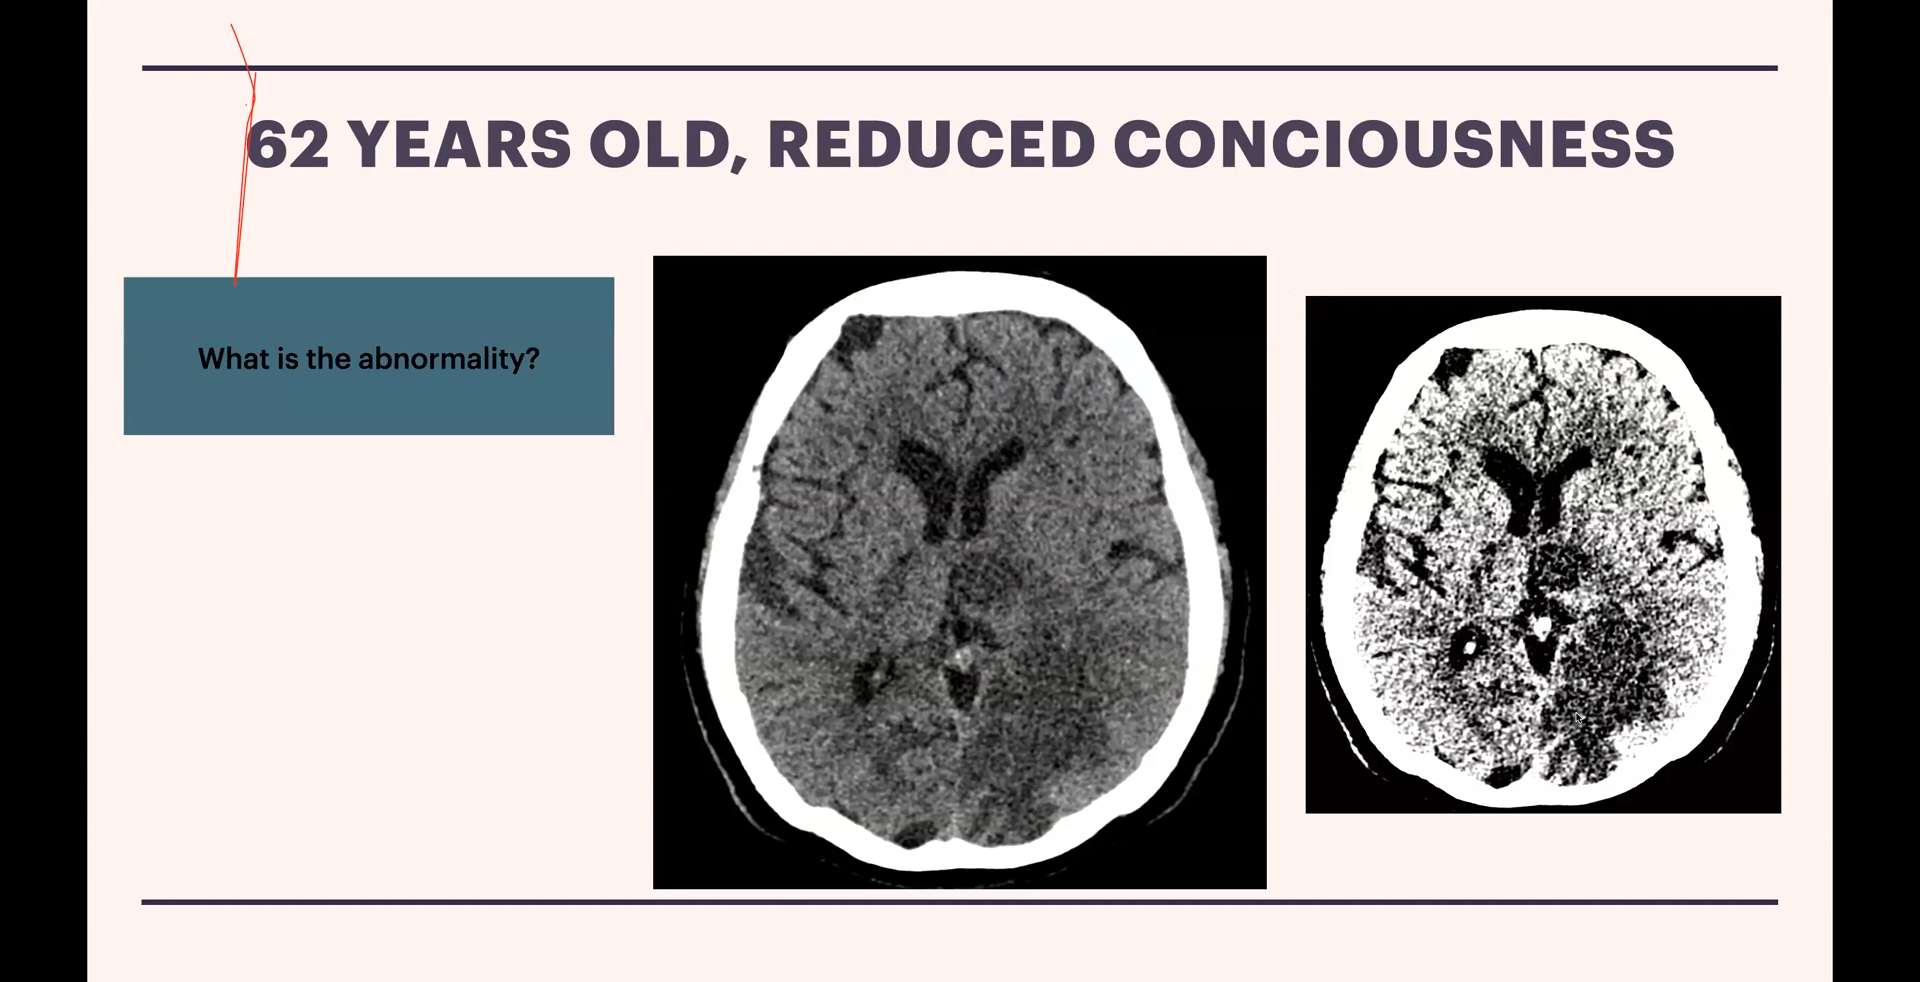 62 YEARS OLD, REDUCED CONCIOUSNESS
What is the abnormality?